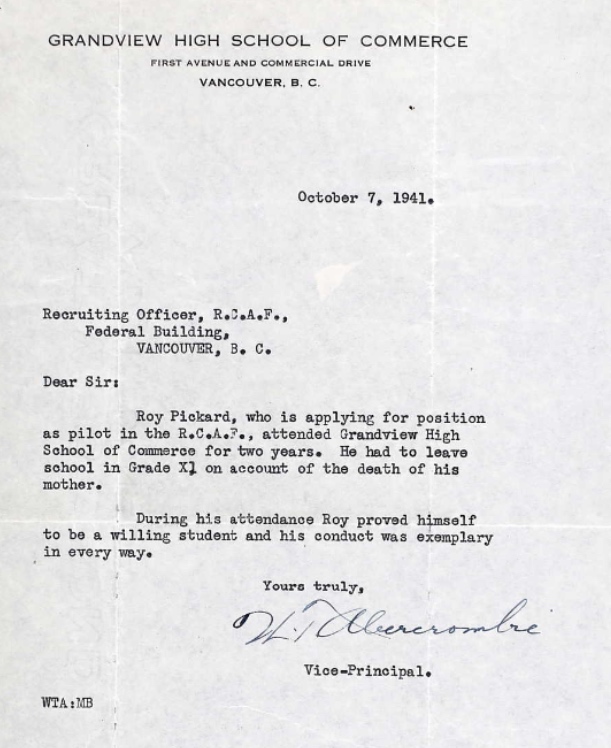 GRANDVIEW HIGH SCHOOL OF COMMERCE
FIRST AVENUE AND COMMERCIAL DRIVE
VANCOUVER, B. C.
October 7, 1941.
Recruiting Officer, R.C.A.F.,
Federal Building,
VANCOUVER, B. C.
Dear Sir:
Roy Pickard, who is applying for position
as pilot in the R.C.A.F., attended Grandview High
School of Commerce for two years. He had to leave
school in Grade XI on account of the death of his
mother.
During his attendance Roy proved himself
to be a willing student and his conduct was exemplary
in every way.
Yours truly,
W.T. Abercrombie
Vice-Principal.
WTA:MB